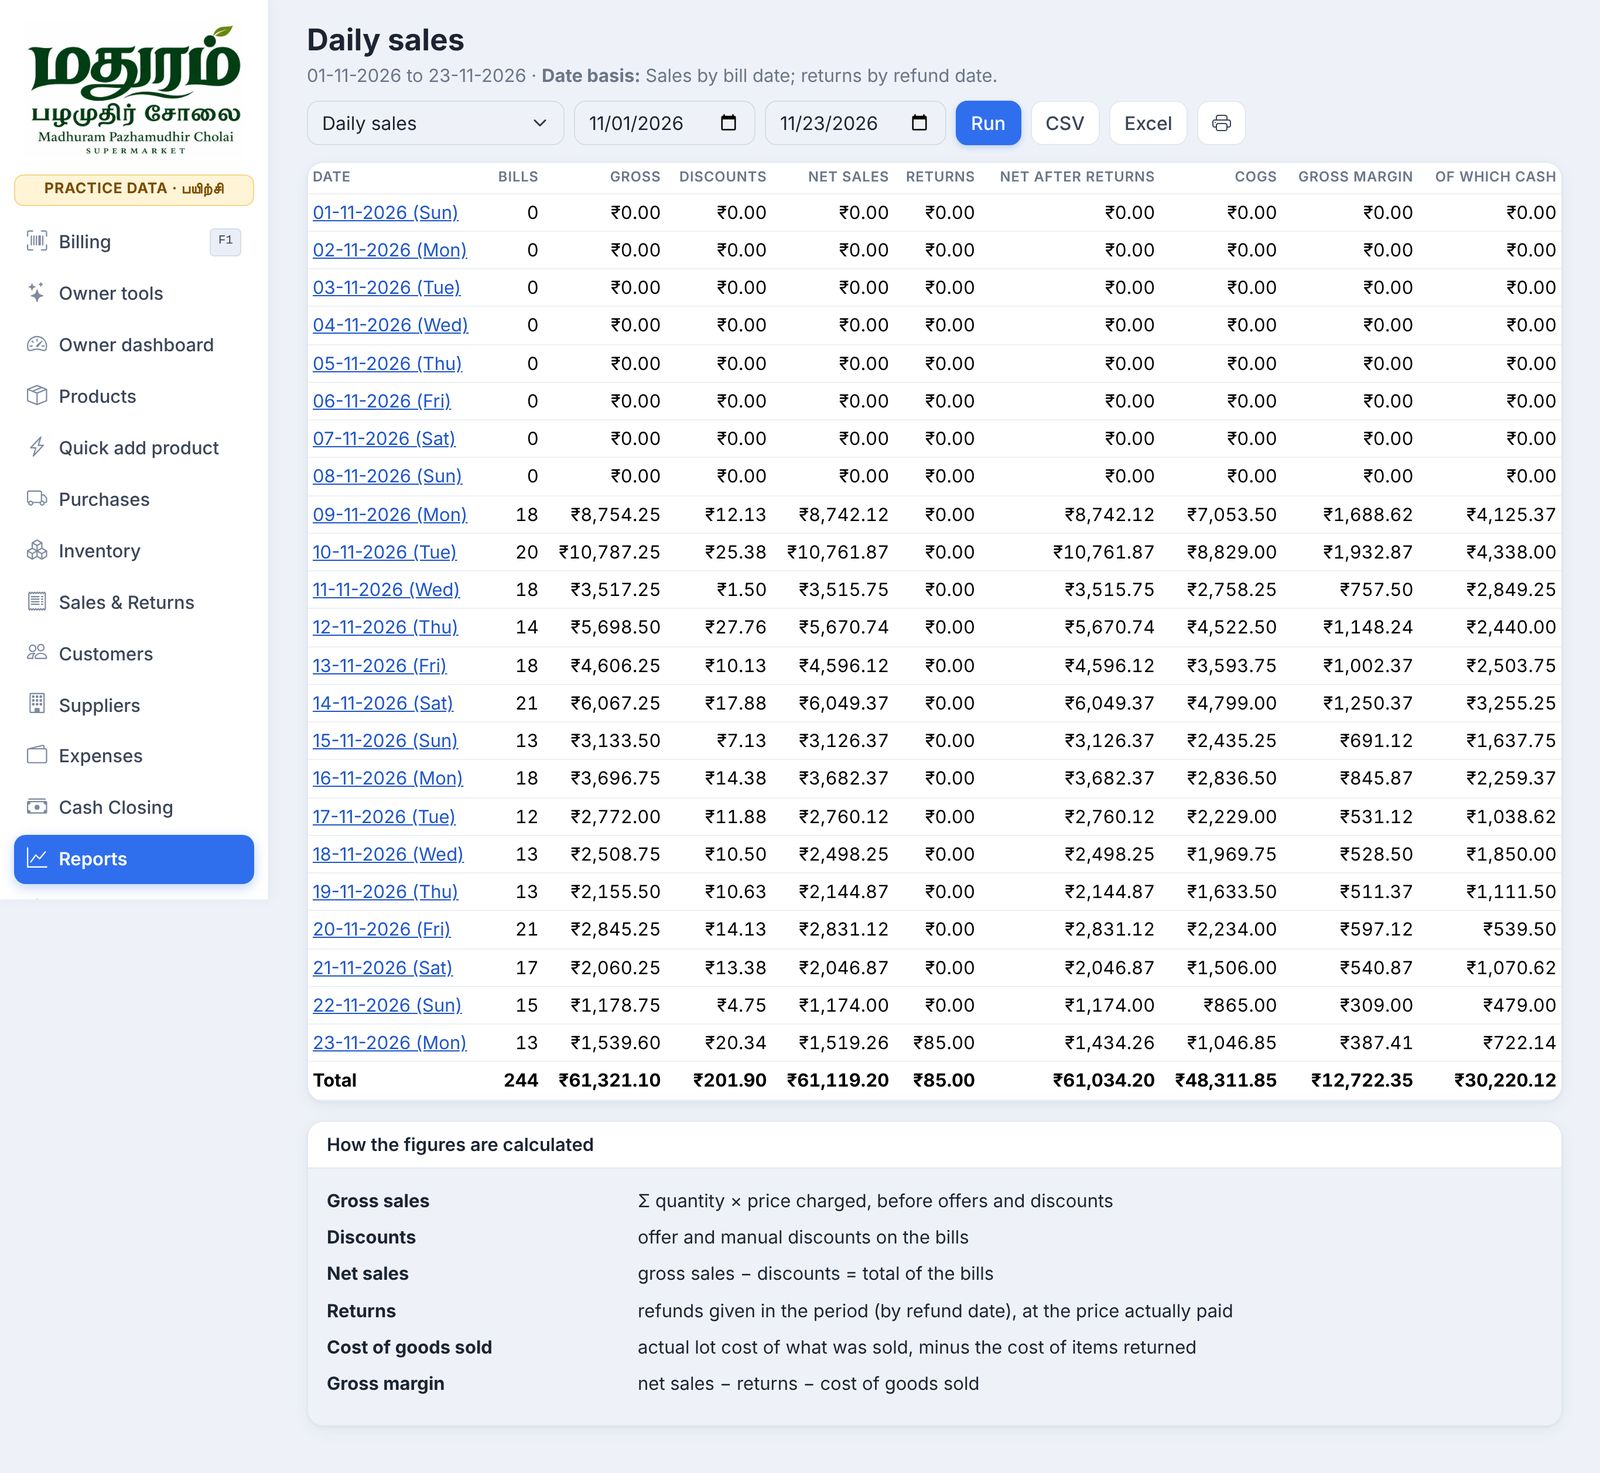 மதுரம்
பழமுதிர் சோலை
Madhuram Pazhamudhir Cholai
SUPERMARKET
PRACTICE DATA · பயிற்சி
Billing F1
Owner tools
Owner dashboard
Products
Quick add product
Purchases
Inventory
Sales & Returns
Customers
Suppliers
Expenses
Cash Closing
Reports
Daily sales
01-11-2026 to 23-11-2026 · Date basis: Sales by bill date; returns by refund date.
Daily sales 11/01/2026 11/23/2026 Run CSV Excel
DATE BILLS GROSS DISCOUNTS NET SALES RETURNS NET AFTER RETURNS COGS GROSS MARGIN OF WHICH CASH
01-11-2026 (Sun) 0 ₹0.00 ₹0.00 ₹0.00 ₹0.00 ₹0.00 ₹0.00 ₹0.00 ₹0.00
02-11-2026 (Mon) 0 ₹0.00 ₹0.00 ₹0.00 ₹0.00 ₹0.00 ₹0.00 ₹0.00 ₹0.00
03-11-2026 (Tue) 0 ₹0.00 ₹0.00 ₹0.00 ₹0.00 ₹0.00 ₹0.00 ₹0.00 ₹0.00
04-11-2026 (Wed) 0 ₹0.00 ₹0.00 ₹0.00 ₹0.00 ₹0.00 ₹0.00 ₹0.00 ₹0.00
05-11-2026 (Thu) 0 ₹0.00 ₹0.00 ₹0.00 ₹0.00 ₹0.00 ₹0.00 ₹0.00 ₹0.00
06-11-2026 (Fri) 0 ₹0.00 ₹0.00 ₹0.00 ₹0.00 ₹0.00 ₹0.00 ₹0.00 ₹0.00
07-11-2026 (Sat) 0 ₹0.00 ₹0.00 ₹0.00 ₹0.00 ₹0.00 ₹0.00 ₹0.00 ₹0.00
08-11-2026 (Sun) 0 ₹0.00 ₹0.00 ₹0.00 ₹0.00 ₹0.00 ₹0.00 ₹0.00 ₹0.00
09-11-2026 (Mon) 18 ₹8,754.25 ₹12.13 ₹8,742.12 ₹0.00 ₹8,742.12 ₹7,053.50 ₹1,688.62 ₹4,125.37
10-11-2026 (Tue) 20 ₹10,787.25 ₹25.38 ₹10,761.87 ₹0.00 ₹10,761.87 ₹8,829.00 ₹1,932.87 ₹4,338.00
11-11-2026 (Wed) 18 ₹3,517.25 ₹1.50 ₹3,515.75 ₹0.00 ₹3,515.75 ₹2,758.25 ₹757.50 ₹2,849.25
12-11-2026 (Thu) 14 ₹5,698.50 ₹27.76 ₹5,670.74 ₹0.00 ₹5,670.74 ₹4,522.50 ₹1,148.24 ₹2,440.00
13-11-2026 (Fri) 18 ₹4,606.25 ₹10.13 ₹4,596.12 ₹0.00 ₹4,596.12 ₹3,593.75 ₹1,002.37 ₹2,503.75
14-11-2026 (Sat) 21 ₹6,067.25 ₹17.88 ₹6,049.37 ₹0.00 ₹6,049.37 ₹4,799.00 ₹1,250.37 ₹3,255.25
15-11-2026 (Sun) 13 ₹3,133.50 ₹7.13 ₹3,126.37 ₹0.00 ₹3,126.37 ₹2,435.25 ₹691.12 ₹1,637.75
16-11-2026 (Mon) 18 ₹3,696.75 ₹14.38 ₹3,682.37 ₹0.00 ₹3,682.37 ₹2,836.50 ₹845.87 ₹2,259.37
17-11-2026 (Tue) 12 ₹2,772.00 ₹11.88 ₹2,760.12 ₹0.00 ₹2,760.12 ₹2,229.00 ₹531.12 ₹1,038.62
18-11-2026 (Wed) 13 ₹2,508.75 ₹10.50 ₹2,498.25 ₹0.00 ₹2,498.25 ₹1,969.75 ₹528.50 ₹1,850.00
19-11-2026 (Thu) 13 ₹2,155.50 ₹10.63 ₹2,144.87 ₹0.00 ₹2,144.87 ₹1,633.50 ₹511.37 ₹1,111.50
20-11-2026 (Fri) 21 ₹2,845.25 ₹14.13 ₹2,831.12 ₹0.00 ₹2,831.12 ₹2,234.00 ₹597.12 ₹539.50
21-11-2026 (Sat) 17 ₹2,060.25 ₹13.38 ₹2,046.87 ₹0.00 ₹2,046.87 ₹1,506.00 ₹540.87 ₹1,070.62
22-11-2026 (Sun) 15 ₹1,178.75 ₹4.75 ₹1,174.00 ₹0.00 ₹1,174.00 ₹865.00 ₹309.00 ₹479.00
23-11-2026 (Mon) 13 ₹1,539.60 ₹20.34 ₹1,519.26 ₹85.00 ₹1,434.26 ₹1,046.85 ₹387.41 ₹722.14
Total 244 ₹61,321.10 ₹201.90 ₹61,119.20 ₹85.00 ₹61,034.20 ₹48,311.85 ₹12,722.35 ₹30,220.12
How the figures are calculated
Gross sales Σ quantity × price charged, before offers and discounts
Discounts offer and manual discounts on the bills
Net sales gross sales − discounts = total of the bills
Returns refunds given in the period (by refund date), at the price actually paid
Cost of goods sold actual lot cost of what was sold, minus the cost of items returned
Gross margin net sales − returns − cost of goods sold